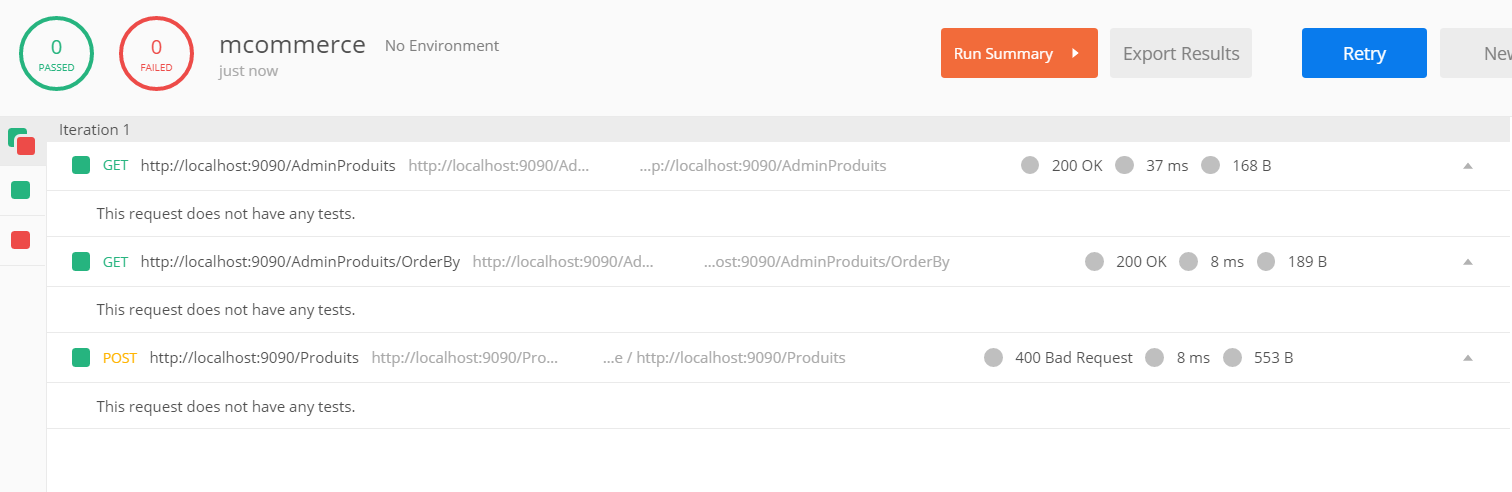 0 PASSED
0 FAILED
mcommerce No Environment
just now
Run Summary Export Results Retry New
Iteration 1
GET http://localhost:9090/AdminProduits http://localhost:9090/Ad... ...p://localhost:9090/AdminProduits 200 OK 37 ms 168 B
This request does not have any tests.
GET http://localhost:9090/AdminProduits/OrderBy http://localhost:9090/Ad... ...ost:9090/AdminProduits/OrderBy 200 OK 8 ms 189 B
This request does not have any tests.
POST http://localhost:9090/Produits http://localhost:9090/Pro... ...e / http://localhost:9090/Produits 400 Bad Request 8 ms 553 B
This request does not have any tests.